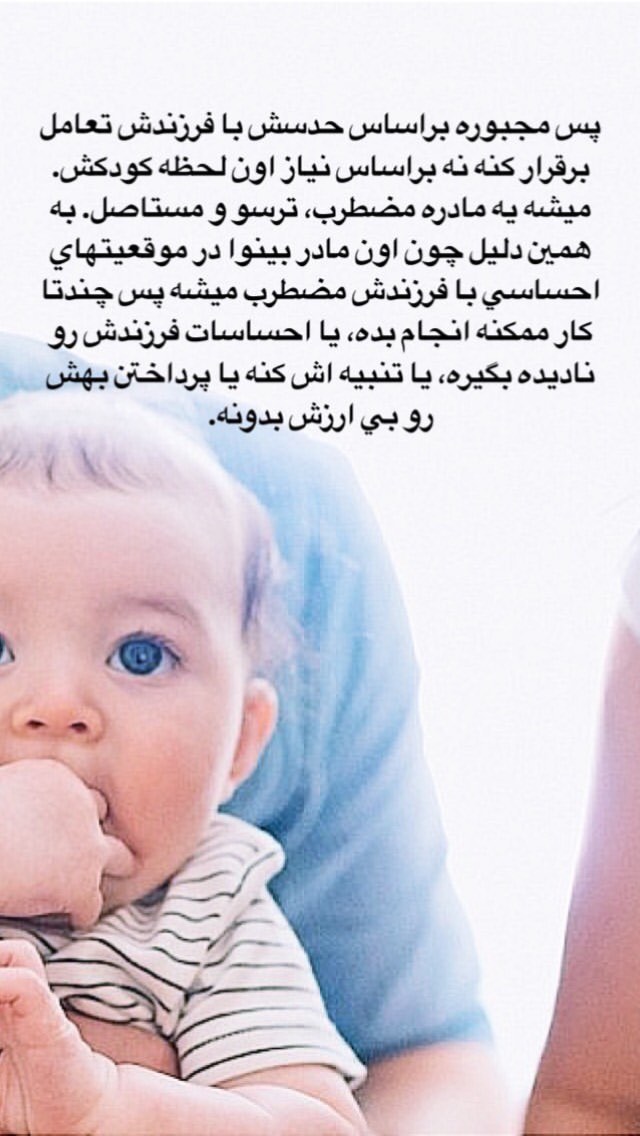 پس مجبوره براساس حدسش با فرزندش تعامل
برقرار کنه نه براساس نیاز اون لحظه کودکش.
میشه یه مادره مضطرب، ترسو و مستاصل. به
همین دلیل چون اون مادر بینوا در موقعیتهاي
احساسي با فرزندش مضطرب میشه پس چندتا
کار ممکنه انجام بده، یا احساسات فرزندش رو
نادیده بگیره، یا تنبیه اش کنه یا پرداختن بهش
رو بي ارزش بدونه.